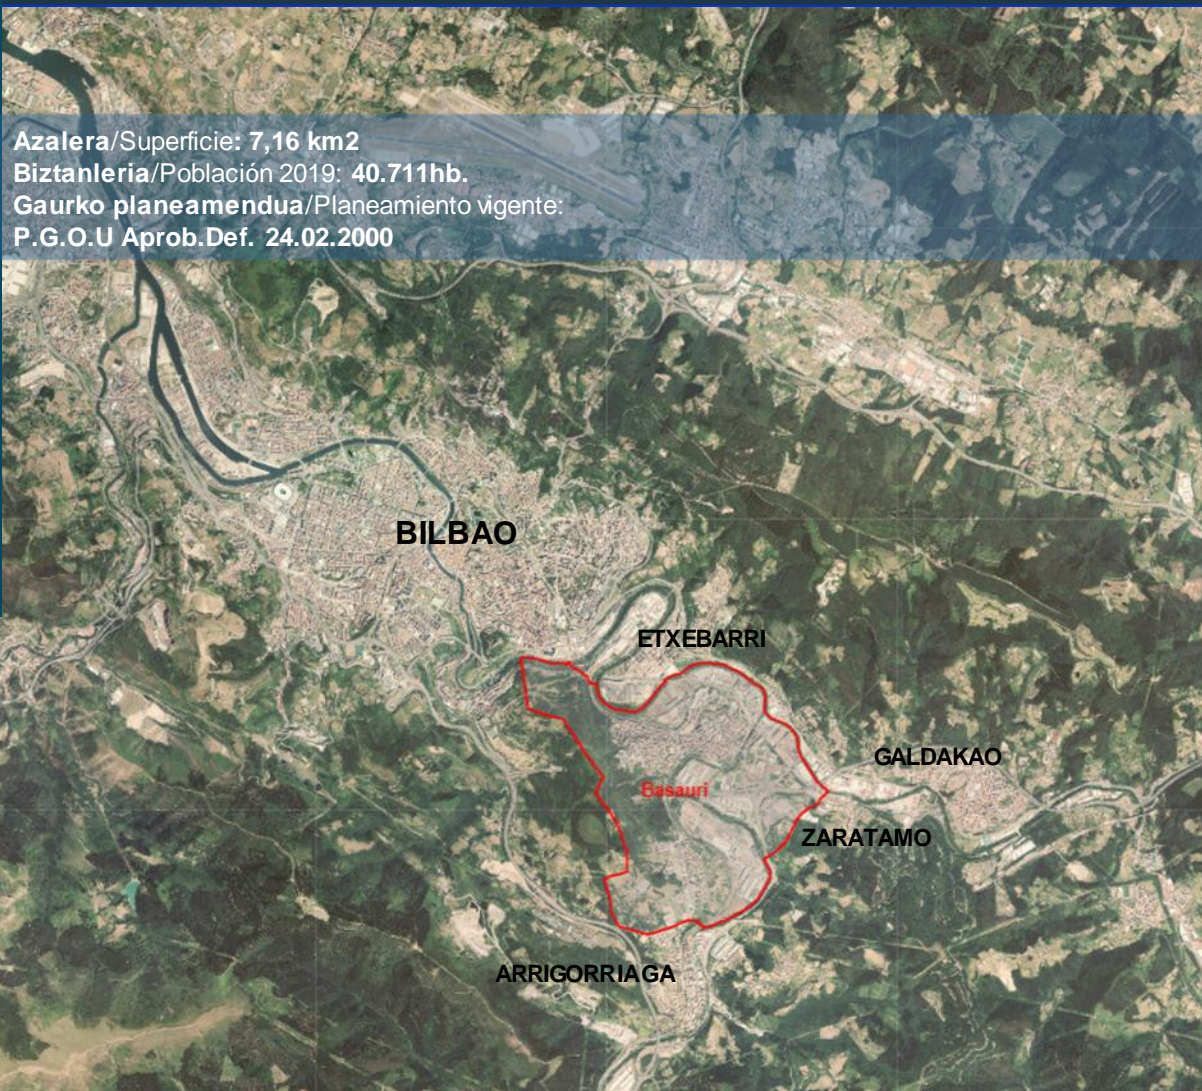 Azalera/Superficie: 7,16 km2
Biztanleria/Población 2019: 40.711hb.
Gaurko planeamendua/Planeamiento vigente:
P.G.O.U Aprob.Def. 24.02.2000
BILBAO
ETXEBARRI
GALDAKAO
Basauri
ZARATAMO
ARRIGORRIAGA